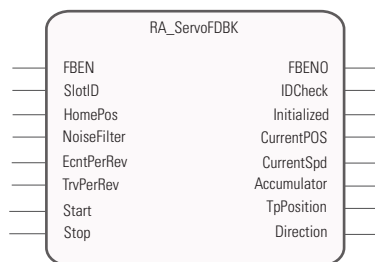 RA_ServoFDBK
FBEN FBENO
SlotID IDCheck
HomePos Initialized
NoiseFilter CurrentPOS
EcntPerRev CurrentSpd
TrvPerRev Accumulator
Start TpPosition
Stop Direction